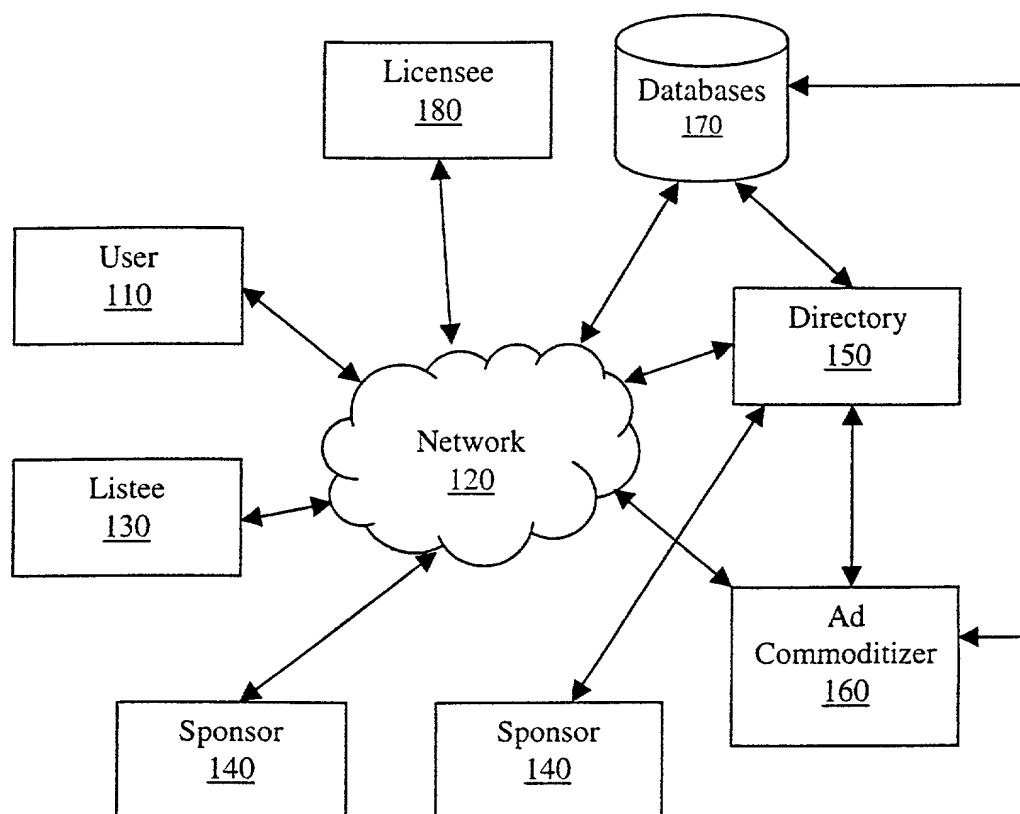 Licensee
180
Databases
170
User
110
Directory
150
Network
120
Listee
130
Ad
Commoditizer
160
Sponsor
140
Sponsor
140